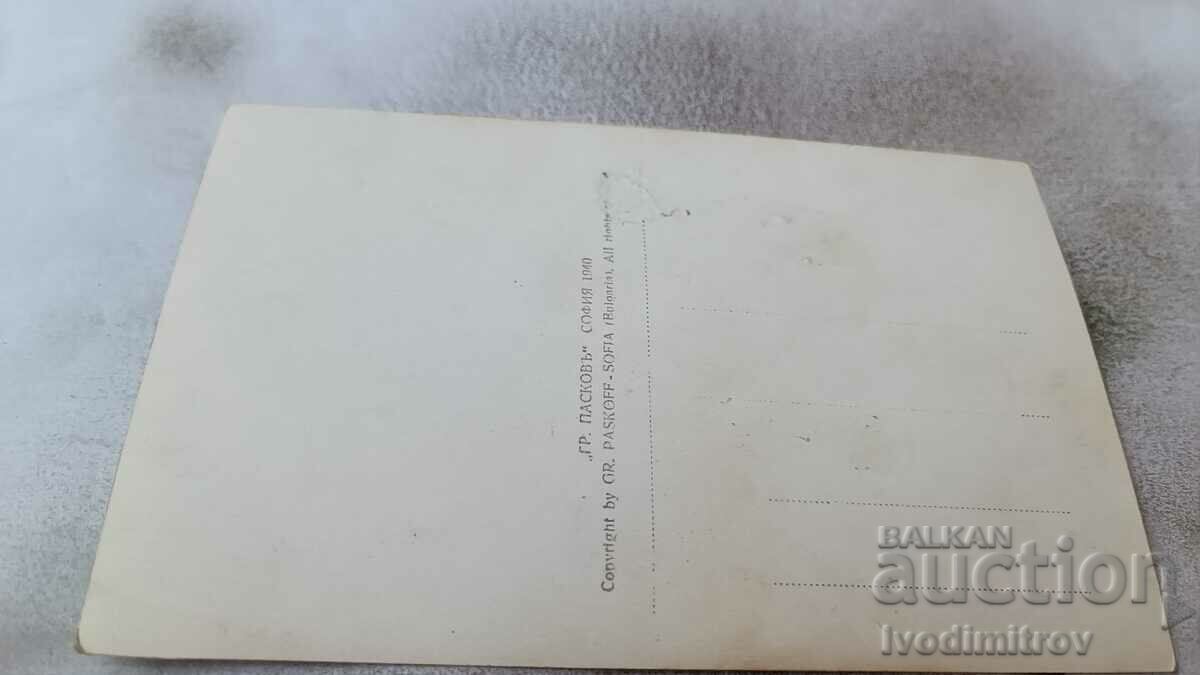 „ГР. ПАСКОВЪ“ СОФИЯ 1940
Copyright by GR. PASKOFF - SOFIA (Bulgaria). All
BALKAN
auction
Ivodimitrov